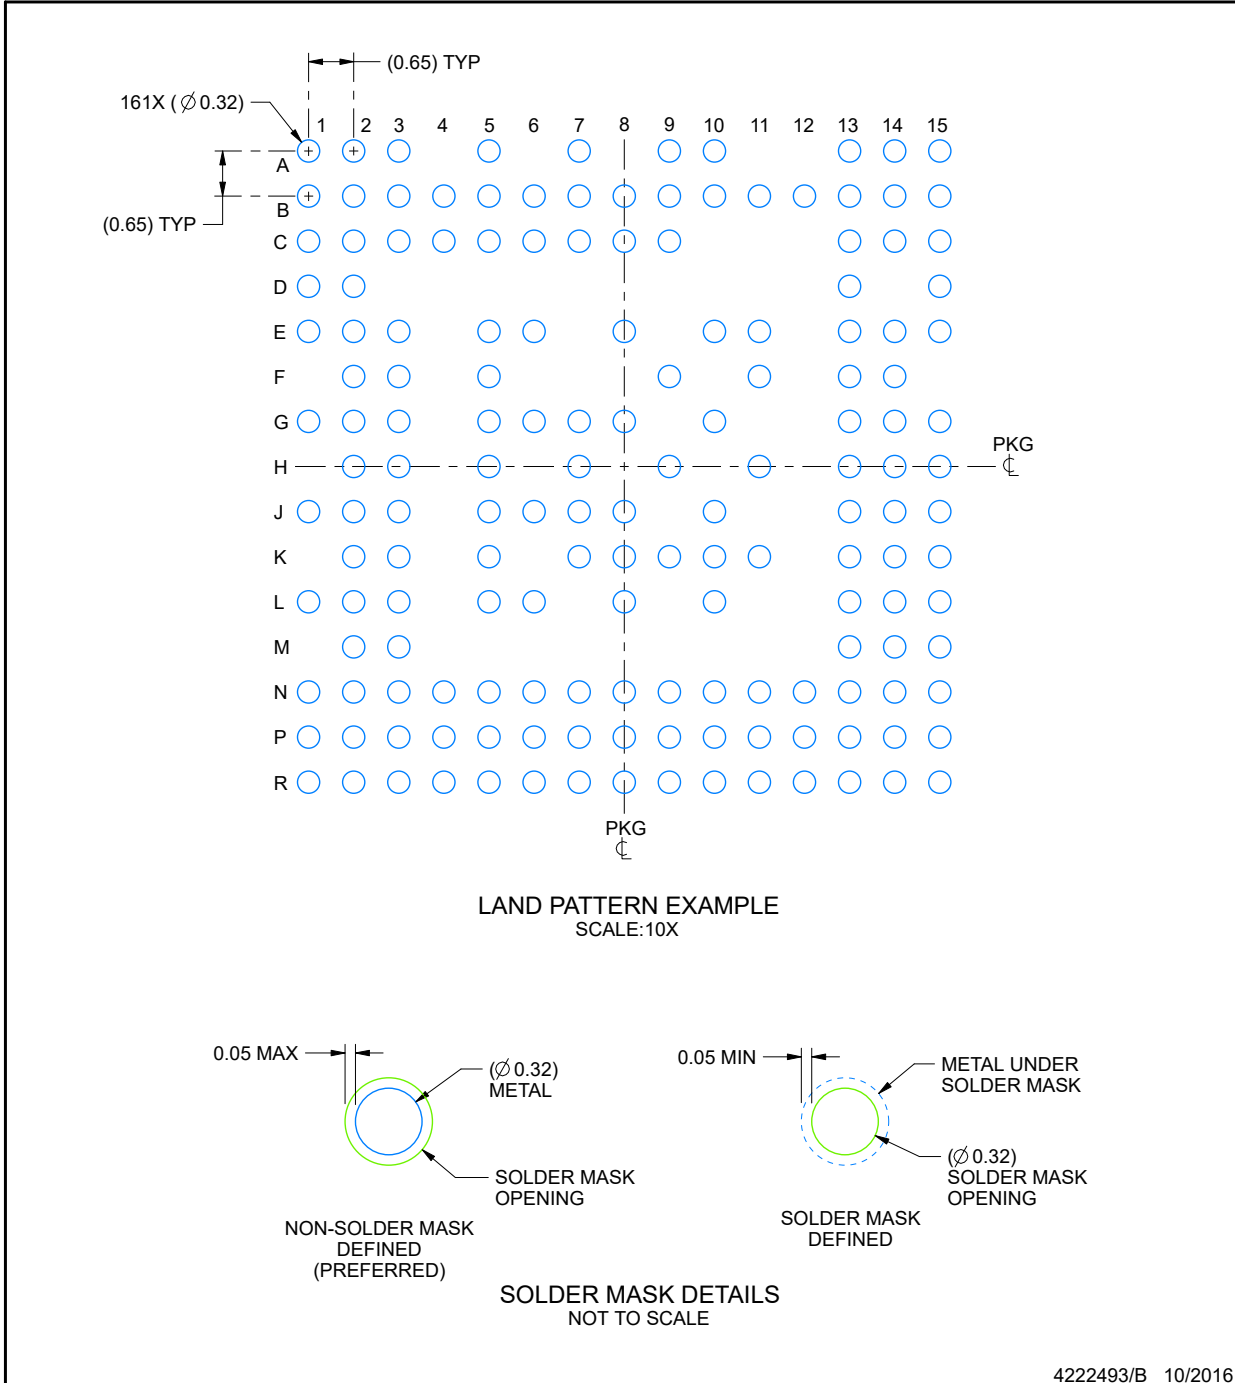 (0.65) TYP
161X ( ∅ 0.32)
1 2 3 4 5 6 7 8 9 10 11 12 13 14 15
A
B
(0.65) TYP
C
D
E
F
G
PKG
H
J
K
L
M
N
P
R
PKG
LAND PATTERN EXAMPLE
SCALE:10X
0.05 MAX
(∅ 0.32)
METAL
SOLDER MASK
OPENING
NON-SOLDER MASK
DEFINED
(PREFERRED)
0.05 MIN
METAL UNDER
SOLDER MASK
(∅ 0.32)
SOLDER MASK
OPENING
SOLDER MASK
DEFINED
SOLDER MASK DETAILS
NOT TO SCALE
4222493/B 10/2016